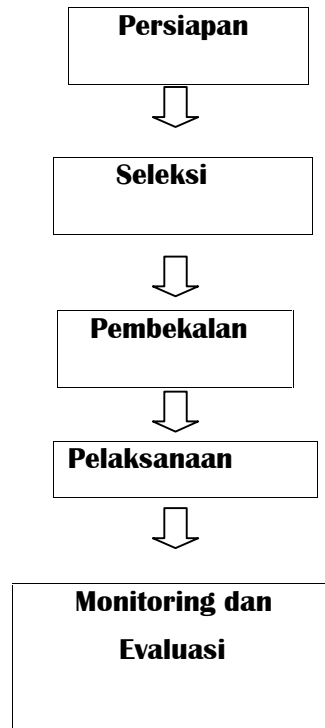 Persiapan
Seleksi
Pembekalan
Pelaksanaan
Monitoring dan
Evaluasi